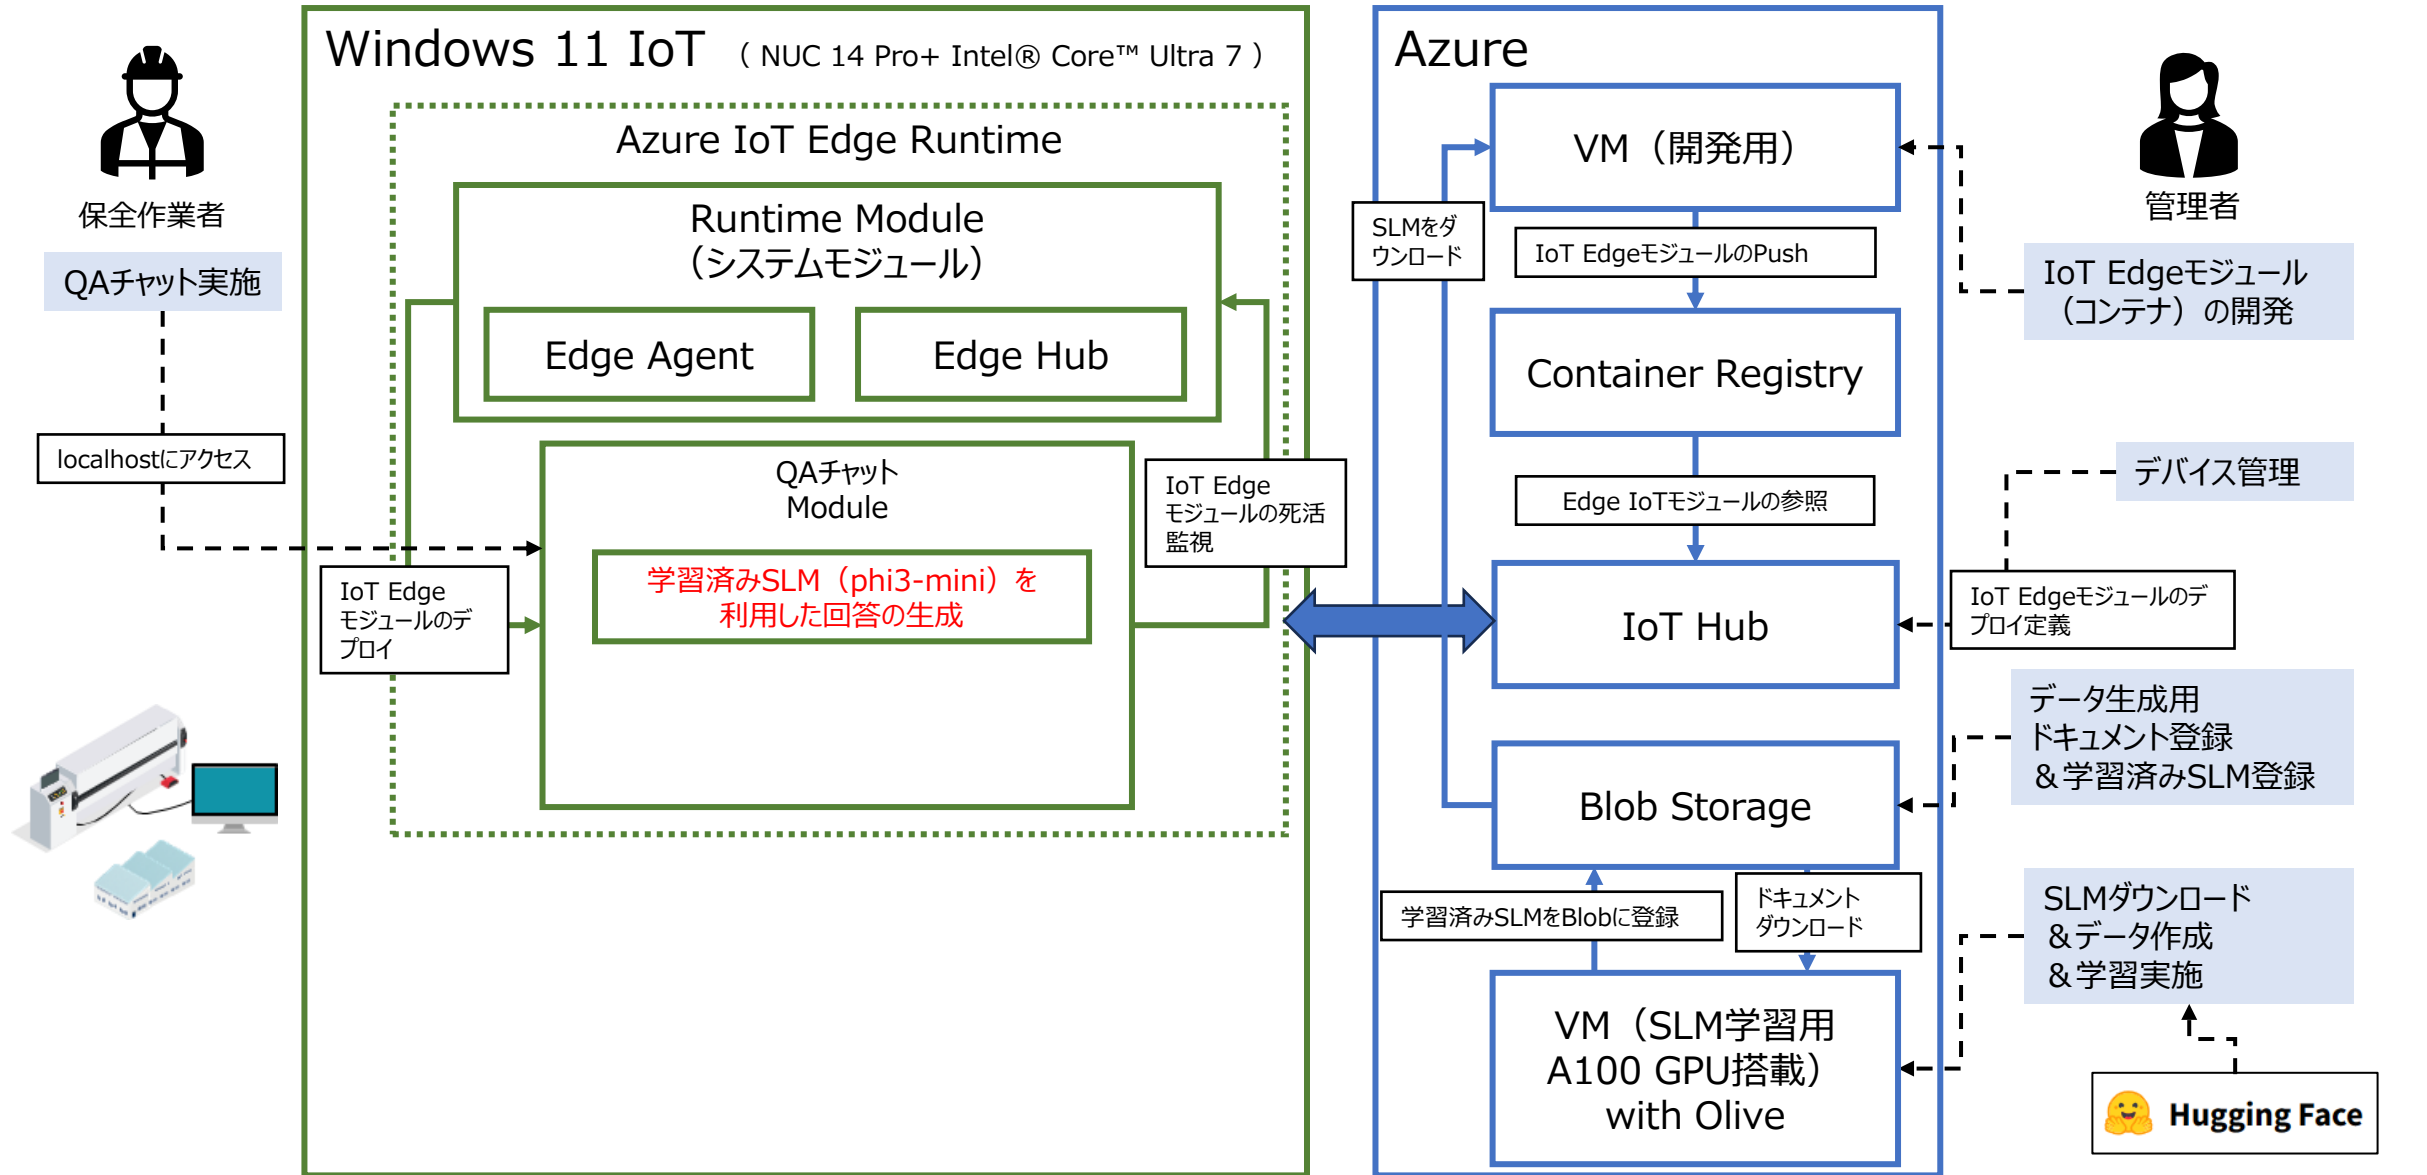 Windows 11 IoT （ NUC 14 Pro+ Intel® Core™ Ultra 7 ）
Azure IoT Edge Runtime
Runtime Module
（システムモジュール）
Edge Agent
Edge Hub
QAチャット
Module
学習済みSLM（phi3-mini）を
利用した回答の生成
IoT Edge
モジュールのデ
プロイ
IoT Edge
モジュールの死活
監視
保全作業者
QAチャット実施
localhostにアクセス
Azure
VM（開発用）
SLMをダ
ウンロード
IoT EdgeモジュールのPush
Container Registry
Edge IoTモジュールの参照
IoT Hub
Blob Storage
学習済みSLMをBlobに登録
ドキュメント
ダウンロード
VM（SLM学習用
A100 GPU搭載）
with Olive
管理者
IoT Edgeモジュール
（コンテナ）の開発
デバイス管理
IoT Edgeモジュールのデ
プロイ定義
データ生成用
ドキュメント登録
＆学習済みSLM登録
SLMダウンロード
＆データ作成
＆学習実施
Hugging Face